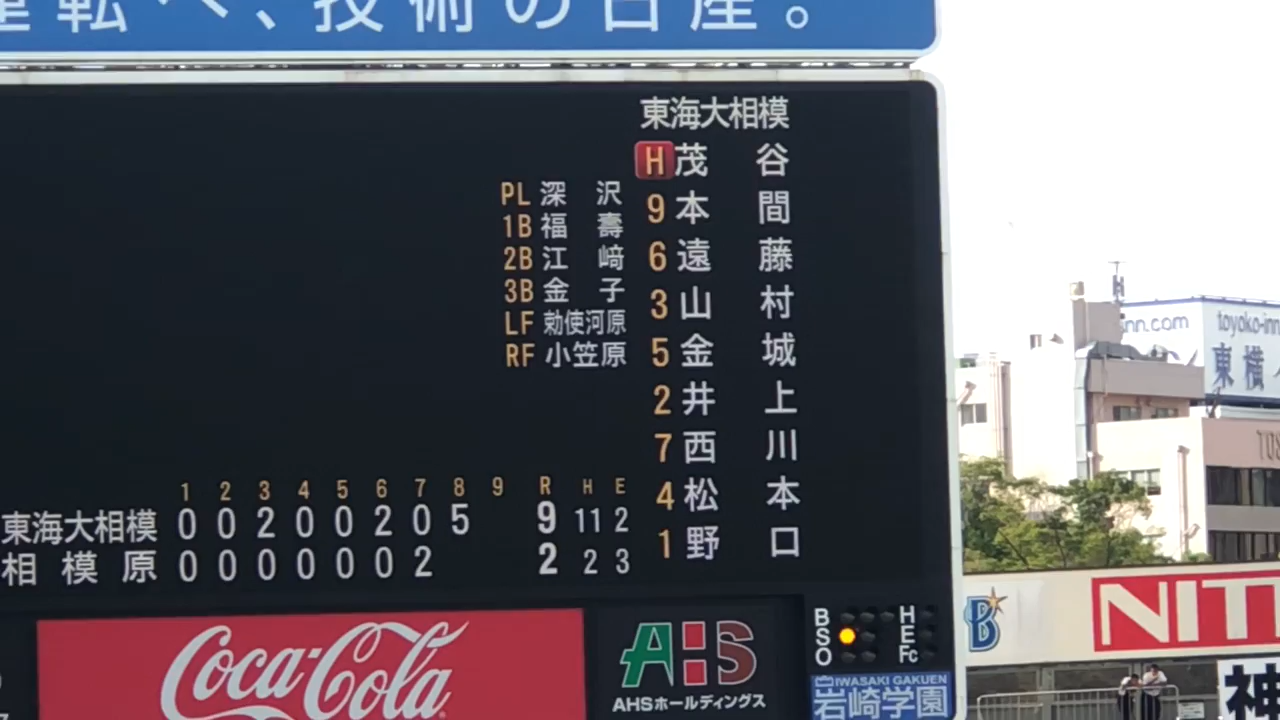 運転へ、技術の日産。
東海大相模
H 茂 谷
PL 深 沢 9 本 間
1B 福 壽
2B 江 﨑 6 遠 藤
3B 金 子 3 山 村
LF 勅使河原
RF 小笠原 5 金 城
2 井 上
7 西 川
4 松 本
1 野 口
1 2 3 4 5 6 7 8 9 R H E
東海大相模 0 0 2 0 0 2 0 5 9 11 2
相 模 原 0 0 0 0 0 0 2 2 2 3
Coca-Cola
AHS
AHSホールディングス
B H
S E
O Fc
IWASAKI GAKUEN
岩崎学園
inn.com toyoko-inn
東横
B
NIT
神